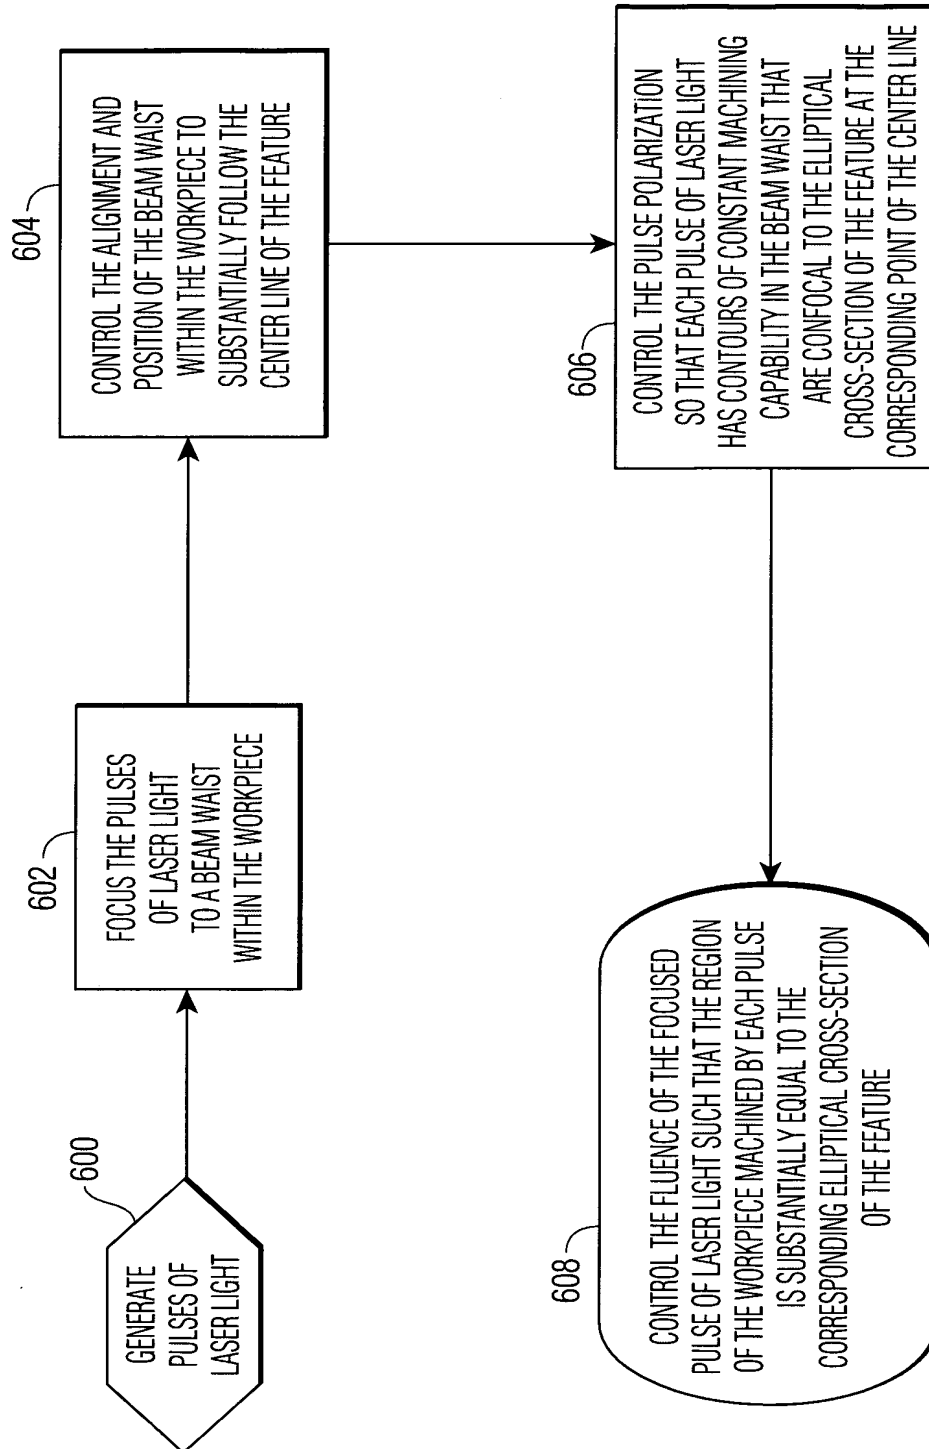 600
GENERATE
PULSES OF
LASER LIGHT
602
FOCUS THE PULSES
OF LASER LIGHT
TO A BEAM WAIST
WITHIN THE WORKPIECE
604
CONTROL THE ALIGNMENT AND
POSITION OF THE BEAM WAIST
WITHIN THE WORKPIECE TO
SUBSTANTIALLY FOLLOW THE
CENTER LINE OF THE FEATURE
606
CONTROL THE PULSE POLARIZATION
SO THAT EACH PULSE OF LASER LIGHT
HAS CONTOURS OF CONSTANT MACHINING
CAPABILITY IN THE BEAM WAIST THAT
ARE CONFOCAL TO THE ELLIPTICAL
CROSS-SECTION OF THE FEATURE AT THE
CORRESPONDING POINT OF THE CENTER LINE
608
CONTROL THE FLUENCE OF THE FOCUSED
PULSE OF LASER LIGHT SUCH THAT THE REGION
OF THE WORKPIECE MACHINED BY EACH PULSE
IS SUBSTANTIALLY EQUAL TO THE
CORRESPONDING ELLIPTICAL CROSS-SECTION
OF THE FEATURE